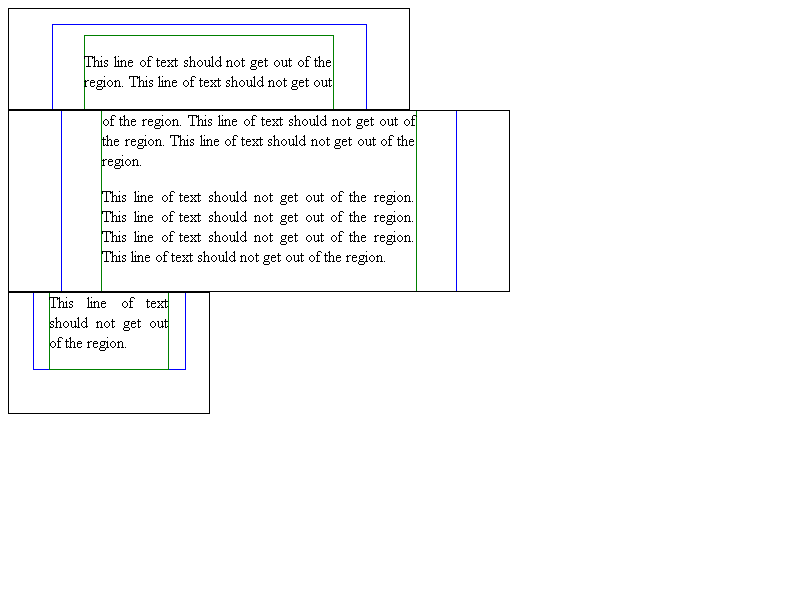 This line of text should not get out of the
region. This line of text should not get out
of the region. This line of text should not get out of
the region. This line of text should not get out of the
region.
This line of text should not get out of the region.
This line of text should not get out of the region.
This line of text should not get out of the region.
This line of text should not get out of the region.
This line of text
should not get out
of the region.